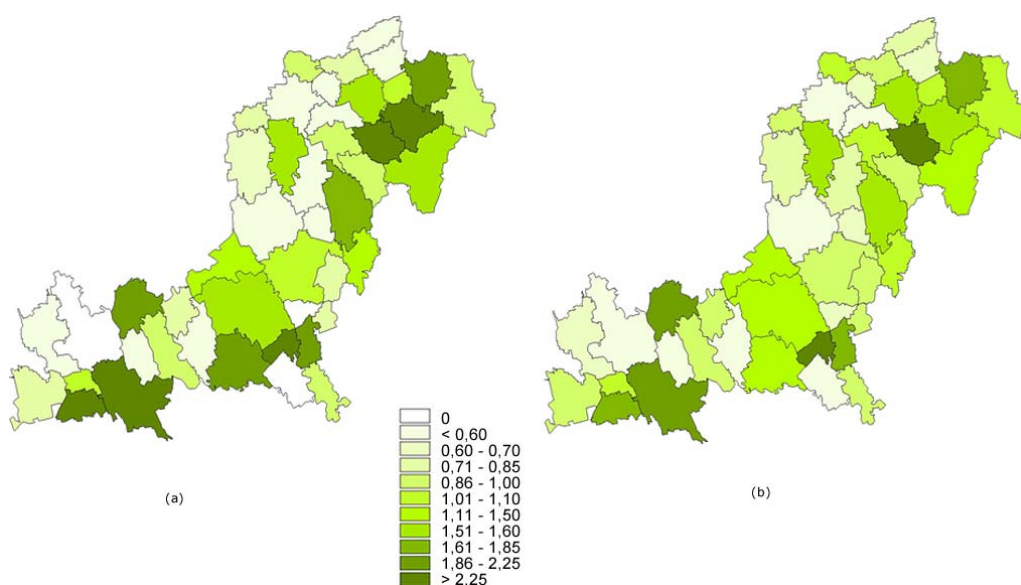 0
< 0,60
0,60 - 0,70
0,71 - 0,85
0,86 - 1,00
1,01 - 1,10
1,11 - 1,50
1,51 - 1,60
1,61 - 1,85
1,86 - 2,25
> 2,25
(a)
(b)